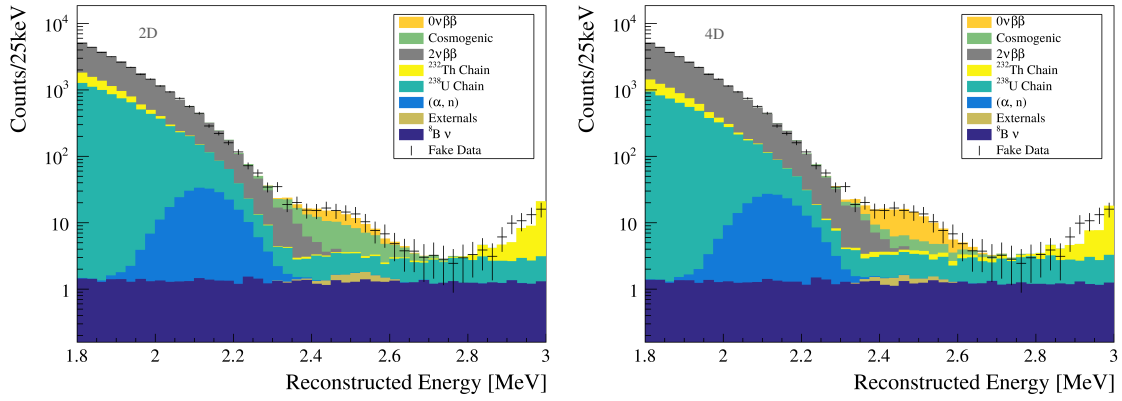 2D
Counts/25keV
10⁴
10³
10²
10
1
0νββ
Cosmogenic
2νββ
²³²Th Chain
²³⁸U Chain
(α, n)
Externals
⁸B ν
Fake Data
1.8 2 2.2 2.4 2.6 2.8 3
Reconstructed Energy [MeV]
4D
Counts/25keV
10⁴
10³
10²
10
1
0νββ
Cosmogenic
2νββ
²³²Th Chain
²³⁸U Chain
(α, n)
Externals
⁸B ν
Fake Data
1.8 2 2.2 2.4 2.6 2.8 3
Reconstructed Energy [MeV]